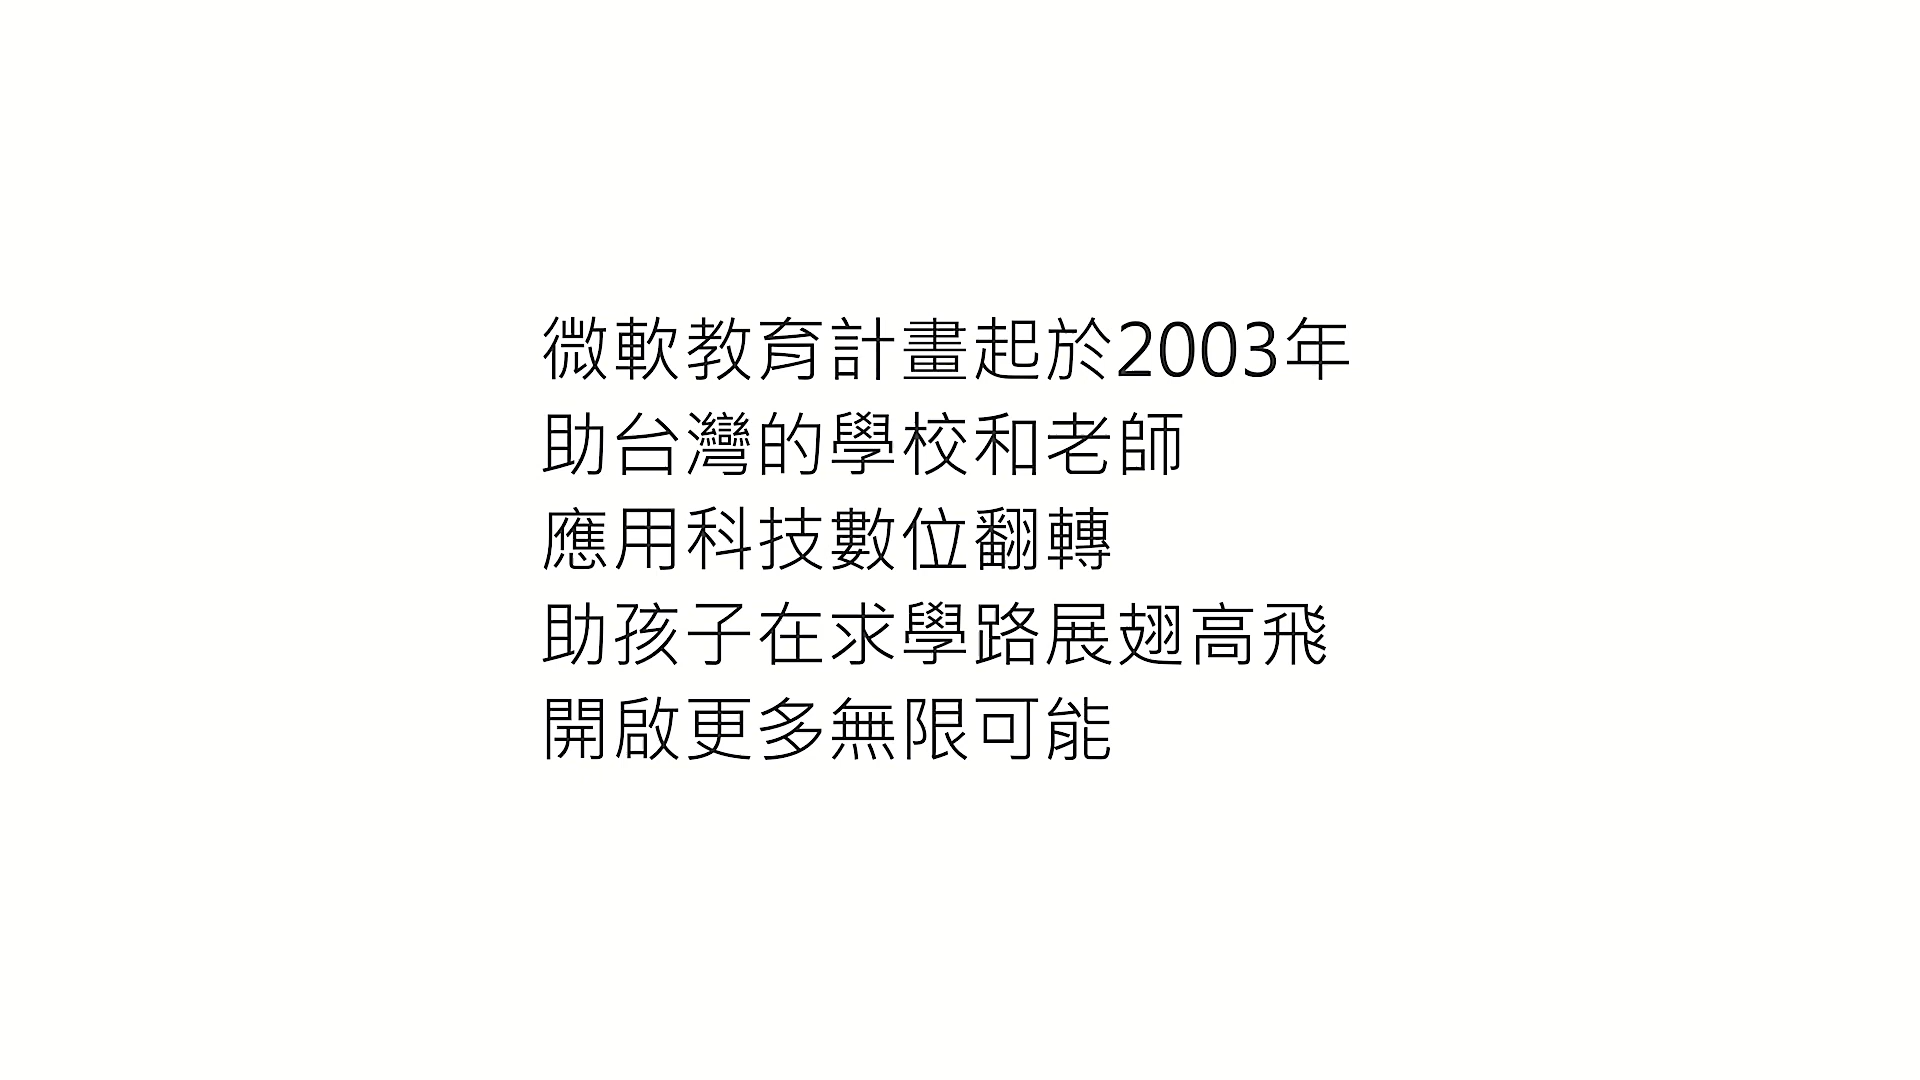 微軟教育計畫起於2003年
助台灣的學校和老師
應用科技數位翻轉
助孩子在求學路展翅高飛
開啟更多無限可能